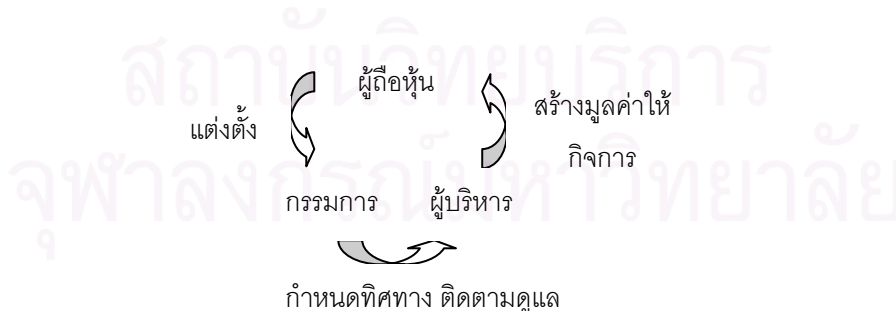 สถาบันวิทยบริการ
ผู้ถือหุ้น
แต่งตั้ง
สร้างมูลค่าให้
กิจการ
จุฬาลงกรณ์มหาวิทยาลัย
กรรมการ ผู้บริหาร
กำหนดทิศทาง ติดตามดูแล